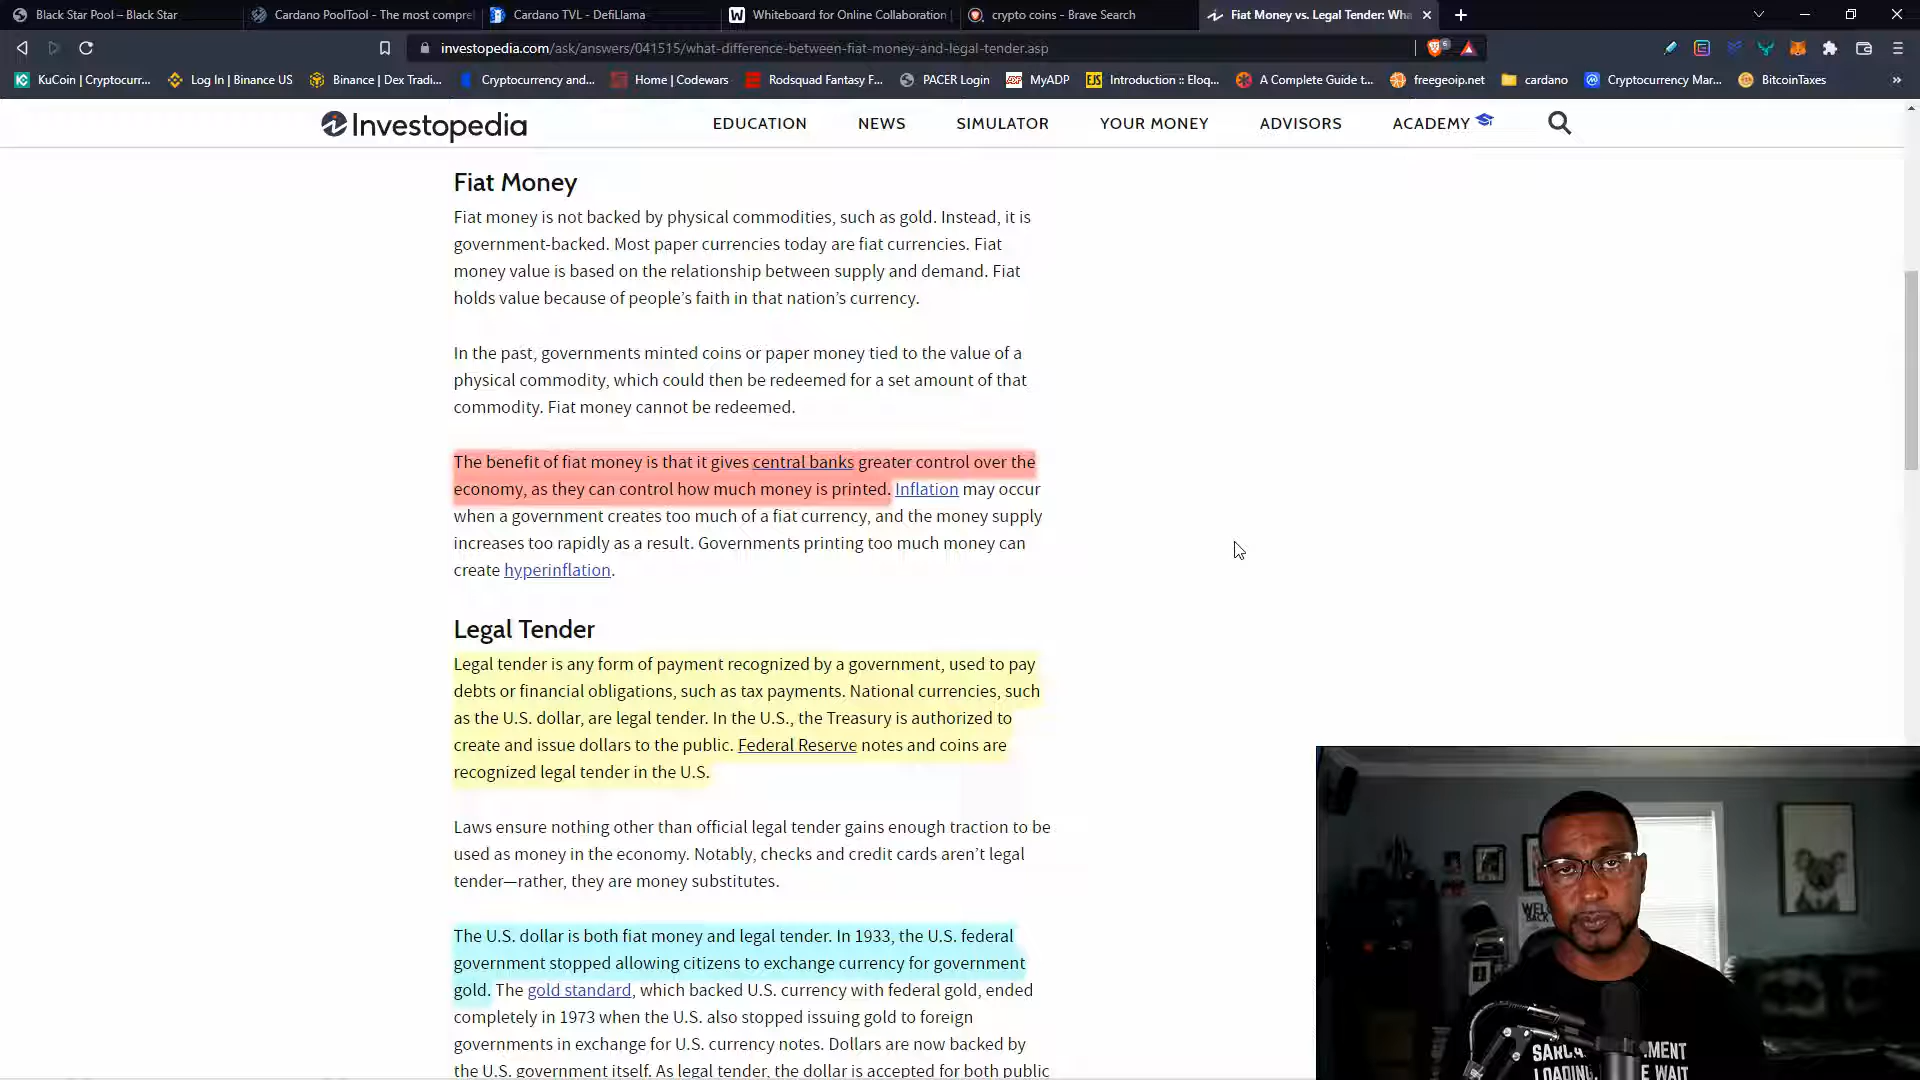 Black Star Pool – Black Star
Cardano PoolTool - The most compre
Cardano TVL - DefiLlama
Whiteboard for Online Collaboration
crypto coins - Brave Search
Fiat Money vs. Legal Tender: Wha
investopedia.com/ask/answers/041515/what-difference-between-fiat-money-and-legal-tender.asp
KuCoin | Cryptocurr...
Log In | Binance US
Binance | Dex Tradi...
Cryptocurrency and...
Home | Codewars
Rodsquad Fantasy F...
PACER Login
MyADP
Introduction :: Eloq...
A Complete Guide t...
freegeoip.net
cardano
Cryptocurrency Mar...
BitcoinTaxes
Investopedia
EDUCATION
NEWS
SIMULATOR
YOUR MONEY
ADVISORS
ACADEMY
Fiat Money
Fiat money is not backed by physical commodities, such as gold. Instead, it is
government-backed. Most paper currencies today are fiat currencies. Fiat
money value is based on the relationship between supply and demand. Fiat
holds value because of people’s faith in that nation’s currency.
In the past, governments minted coins or paper money tied to the value of a
physical commodity, which could then be redeemed for a set amount of that
commodity. Fiat money cannot be redeemed.
The benefit of fiat money is that it gives central banks greater control over the
economy, as they can control how much money is printed. Inflation may occur
when a government creates too much of a fiat currency, and the money supply
increases too rapidly as a result. Governments printing too much money can
create hyperinflation.
Legal Tender
Legal tender is any form of payment recognized by a government, used to pay
debts or financial obligations, such as tax payments. National currencies, such
as the U.S. dollar, are legal tender. In the U.S., the Treasury is authorized to
create and issue dollars to the public. Federal Reserve notes and coins are
recognized legal tender in the U.S.
Laws ensure nothing other than official legal tender gains enough traction to be
used as money in the economy. Notably, checks and credit cards aren’t legal
tender—rather, they are money substitutes.
The U.S. dollar is both fiat money and legal tender. In 1933, the U.S. federal
government stopped allowing citizens to exchange currency for government
gold. The gold standard, which backed U.S. currency with federal gold, ended
completely in 1973 when the U.S. also stopped issuing gold to foreign
governments in exchange for U.S. currency notes. Dollars are now backed by
the U.S. government itself. As legal tender, the dollar is accepted for both public
LOADING
WAIT